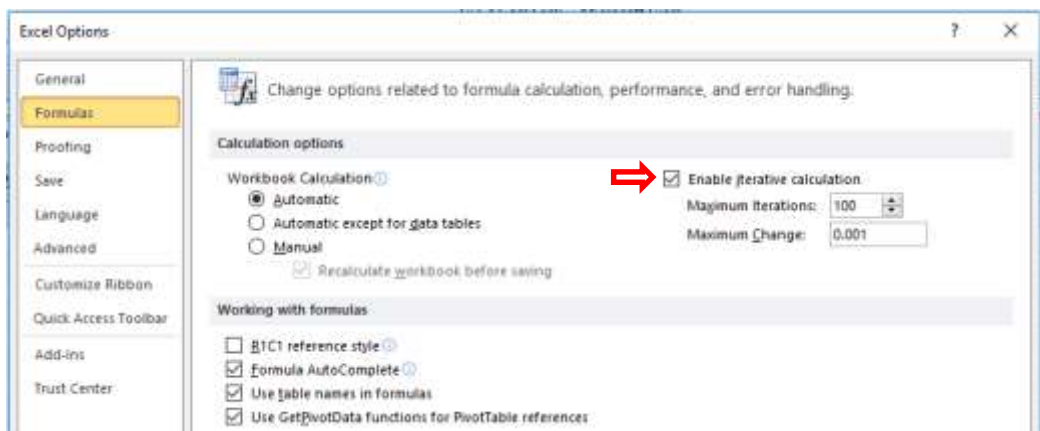 Excel Options
?
General
Formulas
Proofing
Save
Language
Advanced
Customize Ribbon
Quick Access Toolbar
Add-Ins
Trust Center
Change options related to formula calculation, performance, and error handling.
Calculation options
Workbook Calculation
Automatic
Automatic except for data tables
Manual
Recalculate workbook before saving
Enable iterative calculation
Maximum Iterations: 100
Maximum Change: 0.001
Working with formulas
R1C1 reference style
Formula AutoComplete
Use table names in formulas
Use GetPivotData functions for PivotTable references